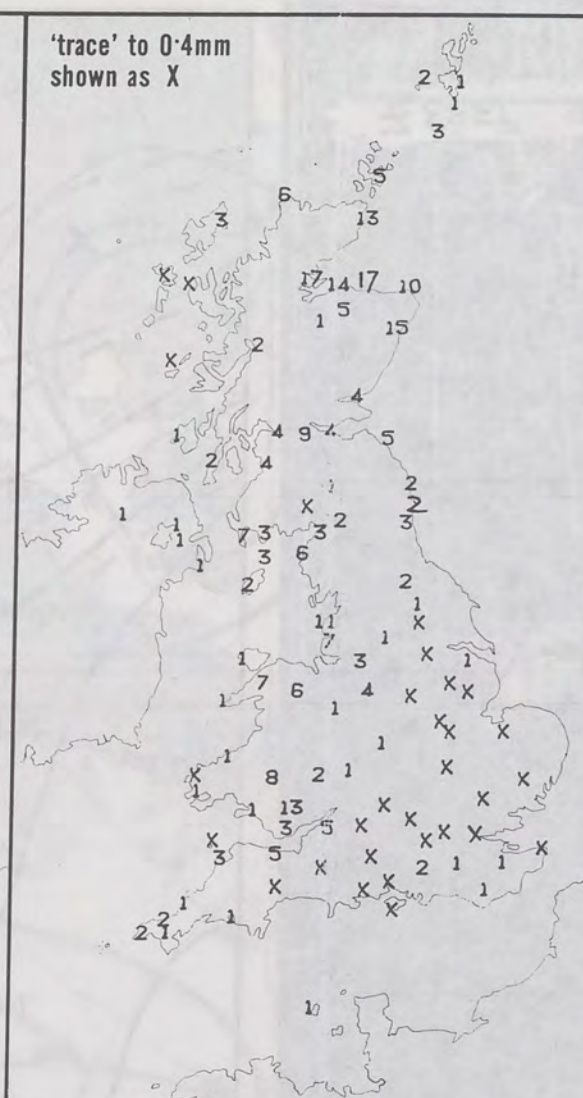 ‘trace’ to 0·4mm
shown as X
2 1
1
3
5
6
3 13
X X 17 14 17 10
5
1 15
2
X
4
1 4 9 4 5
2 4
2
X 2
1 2 3
1 7 3 3
1 3 6
1
2 2
1
11 X
7 1
1 3 X 1
7 6 4 X X
1 1 X
X X X
1 1
X 8 2 1 X X
1 1 13 X X
3 5 X X X X
X 3 5 X X 2 1 1 X
X X X 1
1 X
2 1
2 1
1